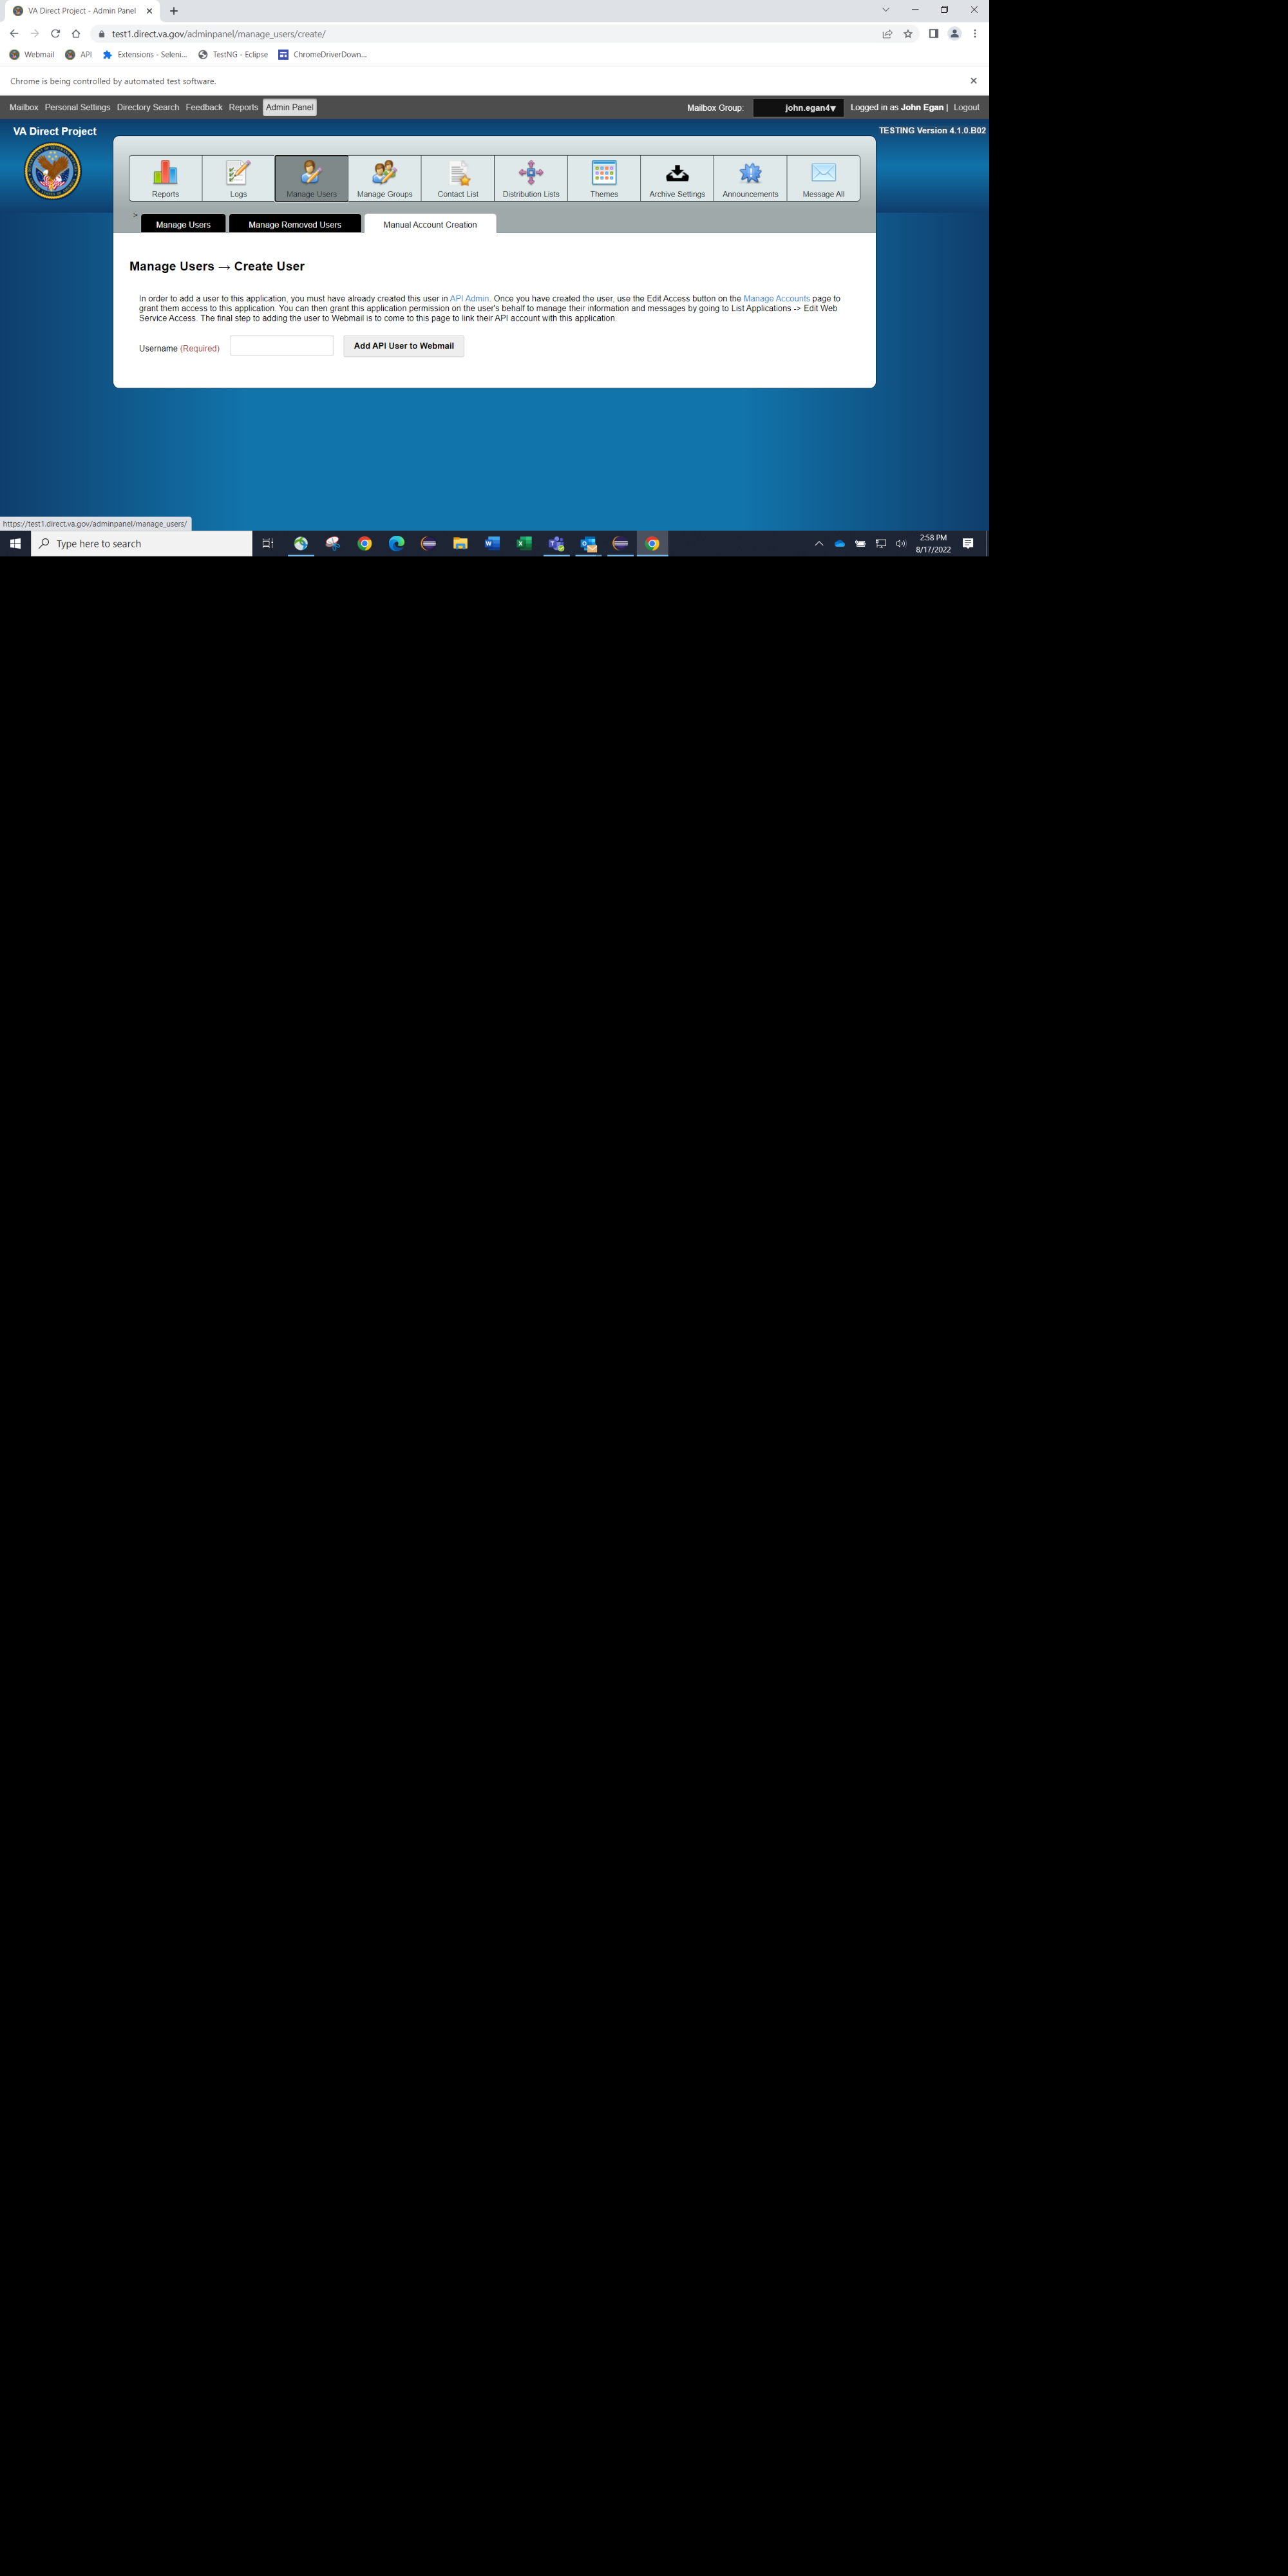 VA Direct Project - Admin Panel
test1.direct.va.gov/adminpanel/manage_users/create/
Webmail API Extensions - Seleni... TestNG - Eclipse ChromeDriverDown...
Chrome is being controlled by automated test software.
Mailbox Personal Settings Directory Search Feedback Reports Admin Panel Mailbox Group: john.egan4▾ Logged in as John Egan | Logout
VA Direct Project TESTING Version 4.1.0.B02
Reports Logs Manage Users Manage Groups Contact List Distribution Lists Themes Archive Settings Announcements Message All
>
Manage Users Manage Removed Users Manual Account Creation
Manage Users → Create User
In order to add a user to this application, you must have already created this user in API Admin. Once you have created the user, use the Edit Access button on the Manage Accounts page to
grant them access to this application. You can then grant this application permission on the user's behalf to manage their information and messages by going to List Applications -> Edit Web
Service Access. The final step to adding the user to Webmail is to come to this page to link their API account with this application.
Username (Required) Add API User to Webmail
https://test1.direct.va.gov/adminpanel/manage_users/
Type here to search
2:58 PM
8/17/2022